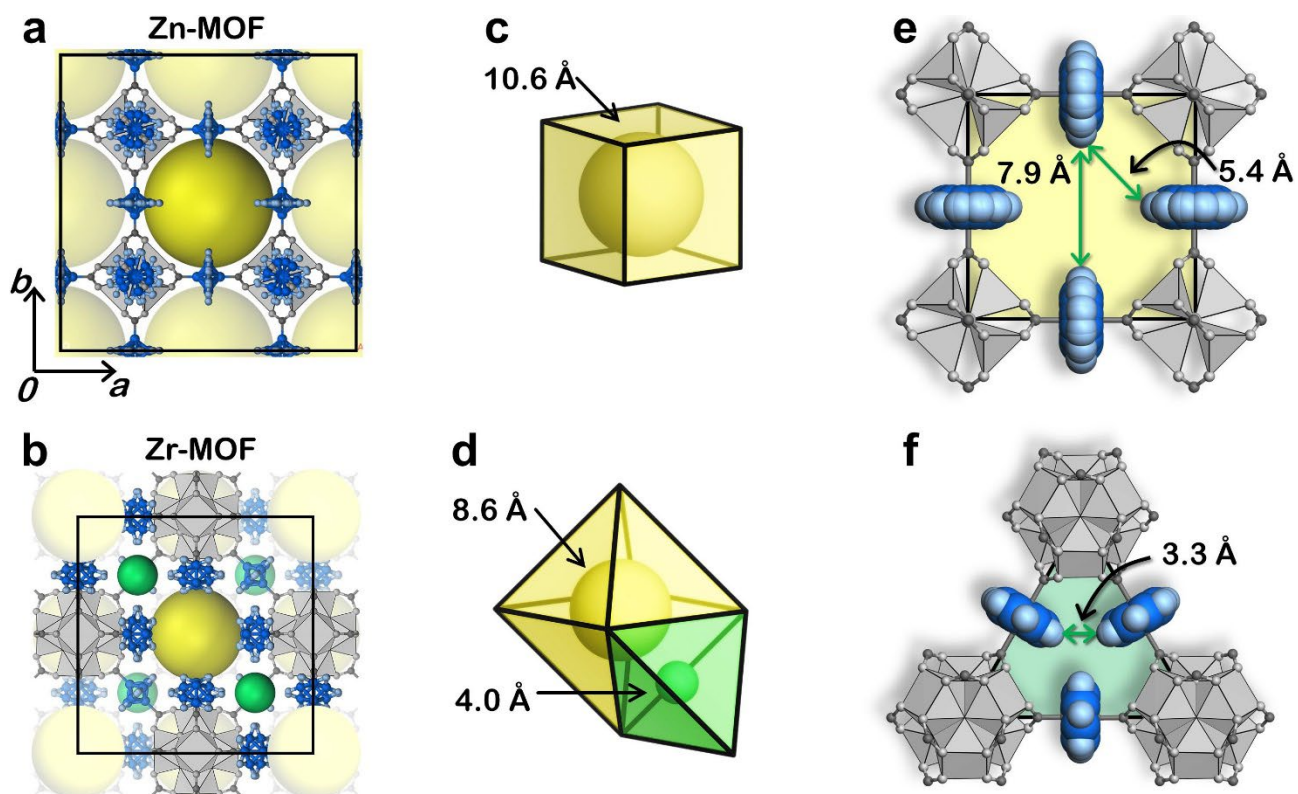 a Zn-MOF
b
0 a
c
10.6 Å
e
7.9 Å
5.4 Å
b Zr-MOF
d
8.6 Å
4.0 Å
f
3.3 Å